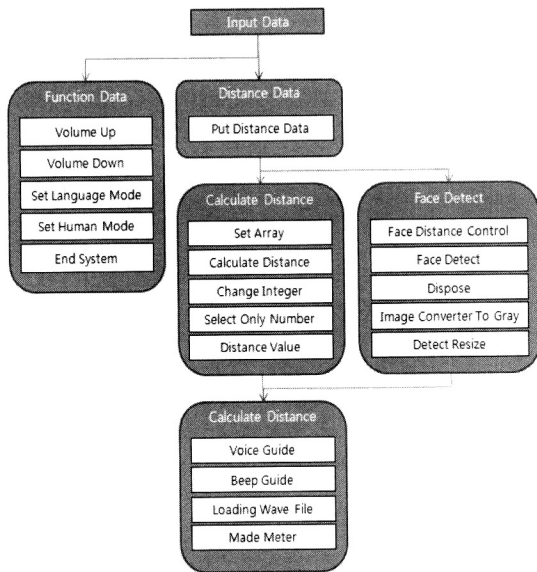 Input Data
Function Data
Volume Up
Volume Down
Set Language Mode
Set Human Mode
End System
Distance Data
Put Distance Data
Calculate Distance
Set Array
Calculate Distance
Change Integer
Select Only Number
Distance Value
Face Detect
Face Distance Control
Face Detect
Dispose
Image Converter To Gray
Detect Resize
Calculate Distance
Voice Guide
Beep Guide
Loading Wave File
Made Meter